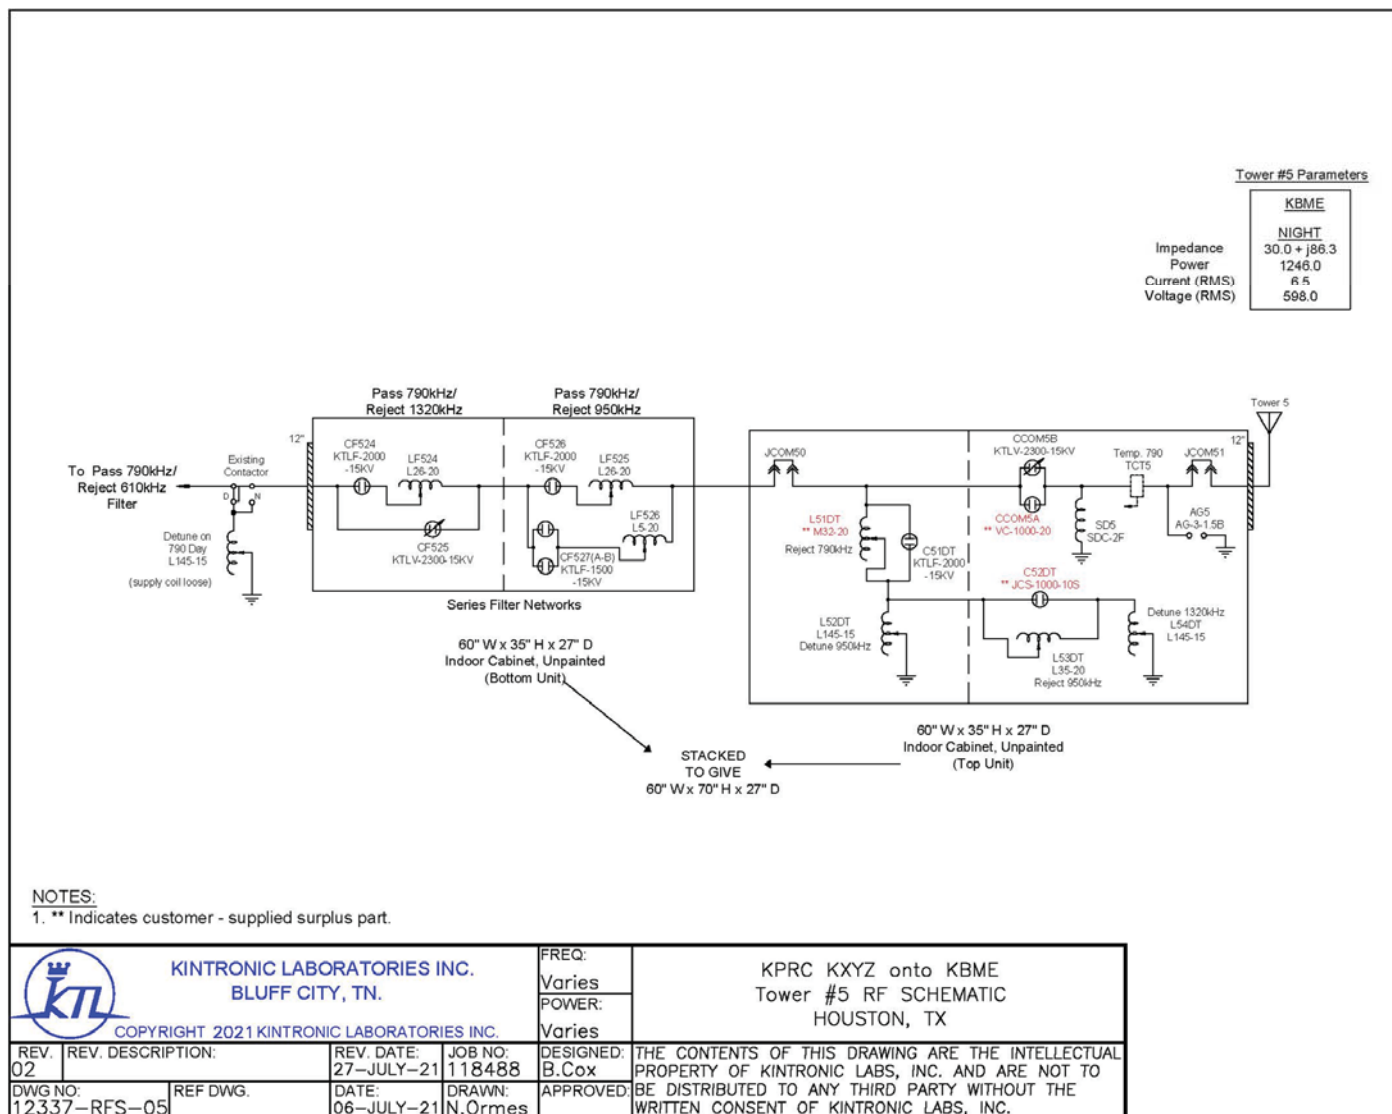 Tower #5 Parameters
KBME
NIGHT
Impedance 30.0 + j86.3
Power 1246.0
Current (RMS) 6.5
Voltage (RMS) 598.0
Pass 790kHz/
Reject 1320kHz
Pass 790kHz/
Reject 950kHz
Tower 5
12"
CF524
KTLF-2000
-15KV
LF524
L26-20
CF526
KTLF-2000
-15KV
LF525
L26-20
JCOM50
CCOM5B
KTLV-2300-15KV
Temp. 790
TCT5
12"
JCOM51
To Pass 790kHz/
Reject 610kHz
Filter
Existing
Contactor
D
N
CF525
KTLV-2300-15KV
LF526
L5-20
CF527(A-B)
KTLF-1500
-15KV
L51DT
** M32-20
Reject 790kHz
C51DT
KTLF-2000
-15KV
CCOM5A
** VC-1000-20
SD5
SDC-2F
AG5
AG-3-1.5B
Detune on
790 Day
L145-15
(supply coil loose)
C52DT
** JCS-1000-10S
Series Filter Networks
L52DT
L145-15
Detune 950kHz
Detune 1320kHz
L54DT
L145-15
L53DT
L35-20
Reject 950kHz
60" W x 35" H x 27" D
Indoor Cabinet, Unpainted
(Bottom Unit)
60" W x 35" H x 27" D
Indoor Cabinet, Unpainted
(Top Unit)
STACKED
TO GIVE
60" W x 70" H x 27" D
NOTES:
1. ** Indicates customer - supplied surplus part.
KTL
KINTRONIC LABORATORIES INC.
BLUFF CITY, TN.
COPYRIGHT 2021 KINTRONIC LABORATORIES INC.
FREQ:
Varies
POWER:
Varies
KPRC KXYZ onto KBME
Tower #5 RF SCHEMATIC
HOUSTON, TX
REV.
02
REV. DESCRIPTION:
REV. DATE:
27-JULY-21
JOB NO:
118488
DESIGNED:
B.Cox
DWG NO:
12337-RFS-05
REF DWG.
DATE:
06-JULY-21
DRAWN:
N.Ormes
APPROVED:
THE CONTENTS OF THIS DRAWING ARE THE INTELLECTUAL
PROPERTY OF KINTRONIC LABS, INC. AND ARE NOT TO
BE DISTRIBUTED TO ANY THIRD PARTY WITHOUT THE
WRITTEN CONSENT OF KINTRONIC LABS, INC.